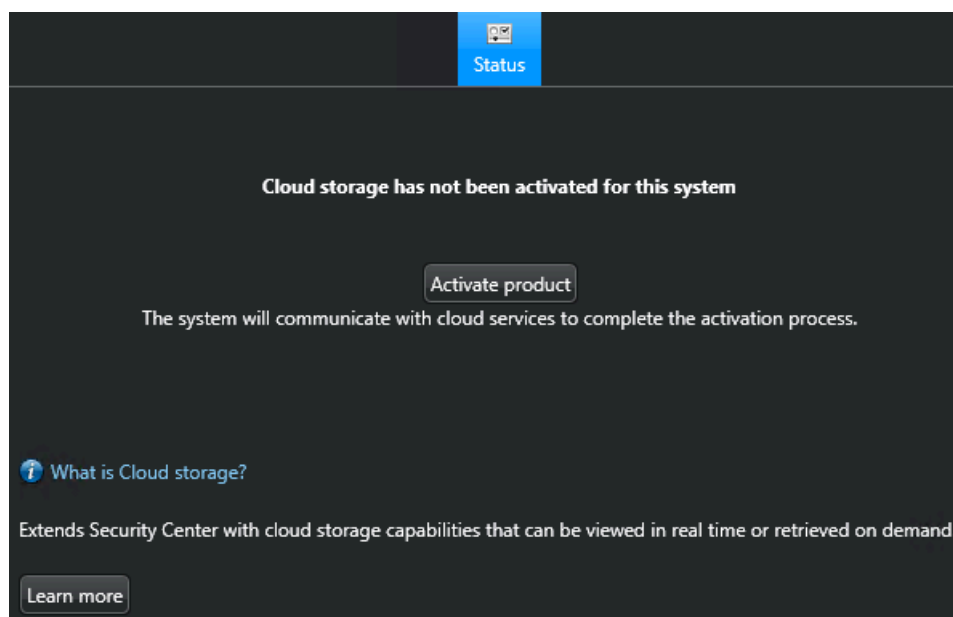 Status
Cloud storage has not been activated for this system
Activate product
The system will communicate with cloud services to complete the activation process.
What is Cloud storage?
Extends Security Center with cloud storage capabilities that can be viewed in real time or retrieved on demand
Learn more